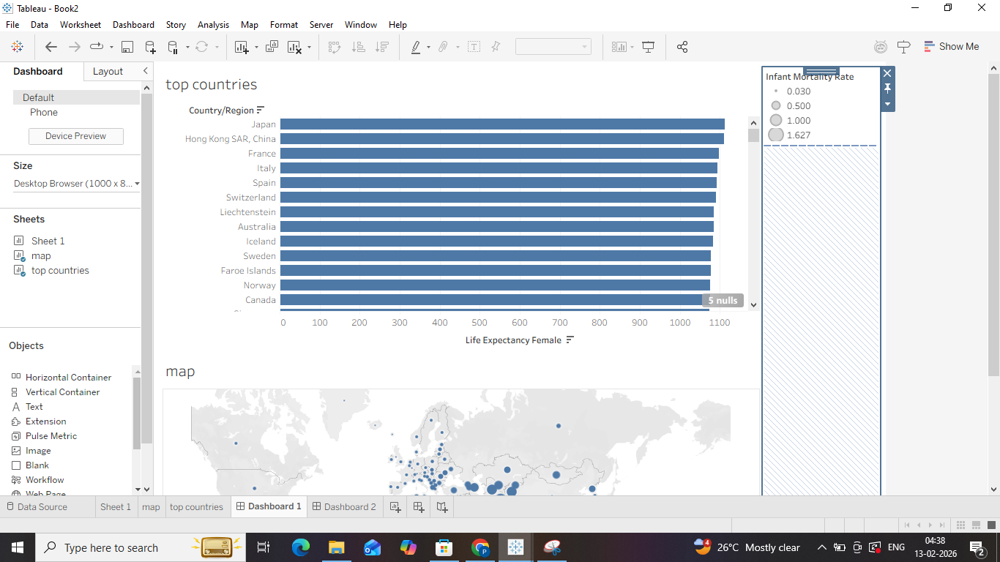 Tableau - Book2
File Data Worksheet Dashboard Story Analysis Map Format Server Window Help
Show Me
Dashboard Layout
Default
Phone
Device Preview
Size
Desktop Browser (1000 x 8...
Sheets
Sheet 1
map
top countries
Objects
Horizontal Container
Vertical Container
Text
Extension
Pulse Metric
Image
Blank
Workflow
Web Page
top countries
Country/Region
Japan
Hong Kong SAR, China
France
Italy
Spain
Switzerland
Liechtenstein
Australia
Iceland
Sweden
Faroe Islands
Norway
Canada
5 nulls
0 100 200 300 400 500 600 700 800 900 1000 1100
Life Expectancy Female
map
Infant Mortality Rate
0.030
0.500
1.000
1.627
Data Source Sheet 1 map top countries Dashboard 1 Dashboard 2
Type here to search
4
26°C Mostly clear
ENG
04:38
13-02-2026
2